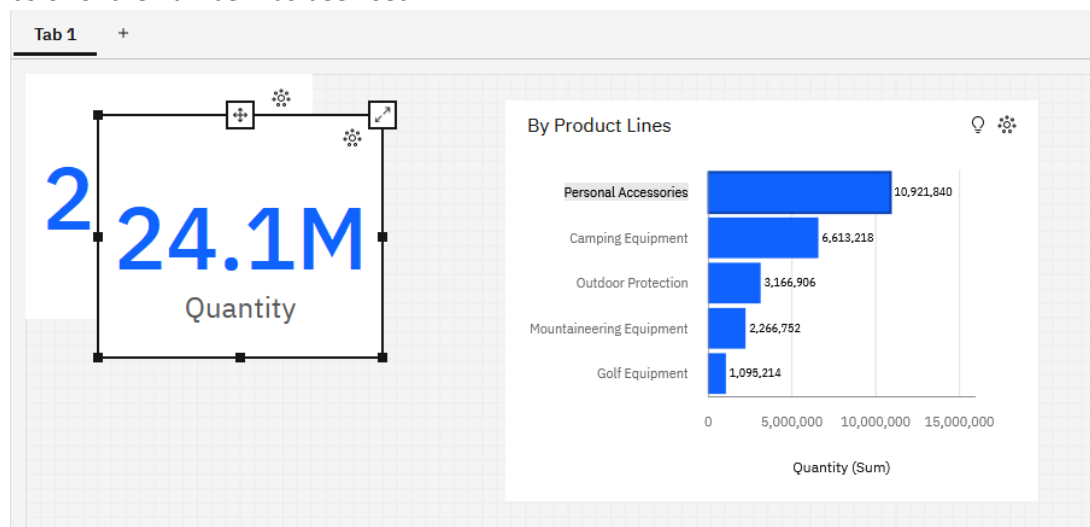 Tab 1 +
2
24.1M
Quantity
By Product Lines
Personal Accessories 10,921,840
Camping Equipment 6,613,218
Outdoor Protection 3,166,906
Mountaineering Equipment 2,266,752
Golf Equipment 1,095,214
0 5,000,000 10,000,000 15,000,000
Quantity (Sum)